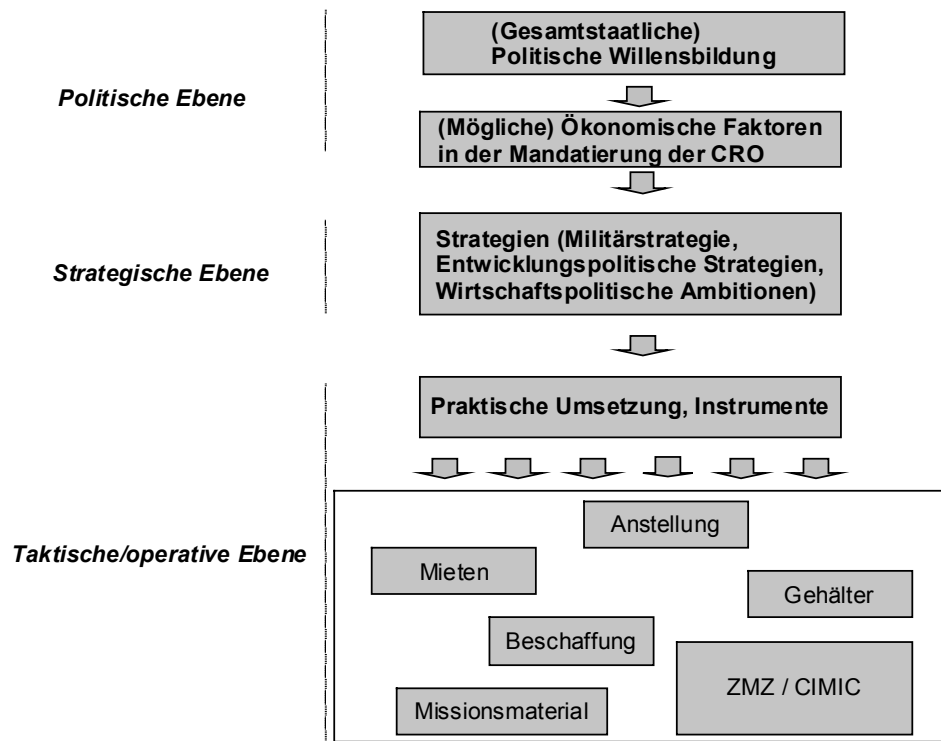 (Gesamtstaatliche)
Politische Willensbildung
Politische Ebene
(Mögliche) Ökonomische Faktoren
in der Mandatierung der CRO
Strategische Ebene
Strategien (Militärstrategie,
Entwicklungspolitische Strategien,
Wirtschaftspolitische Ambitionen)
Praktische Umsetzung, Instrumente
Taktische/operative Ebene
Anstellung
Mieten
Gehälter
Beschaffung
ZMZ / CIMIC
Missionsmaterial